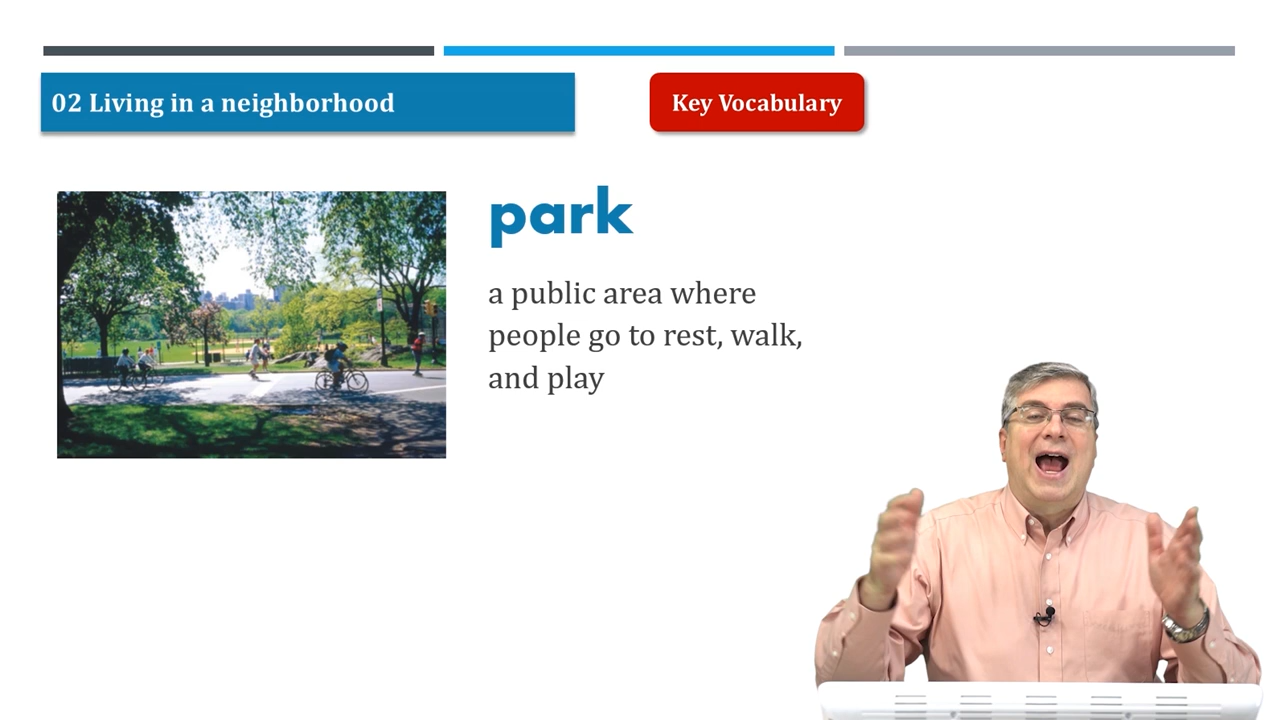 02 Living in a neighborhood
Key Vocabulary
park
a public area where
people go to rest, walk,
and play